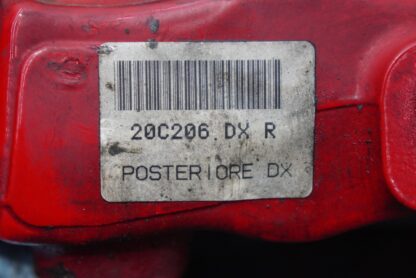 20C206 DX R
POSTERIORE DX